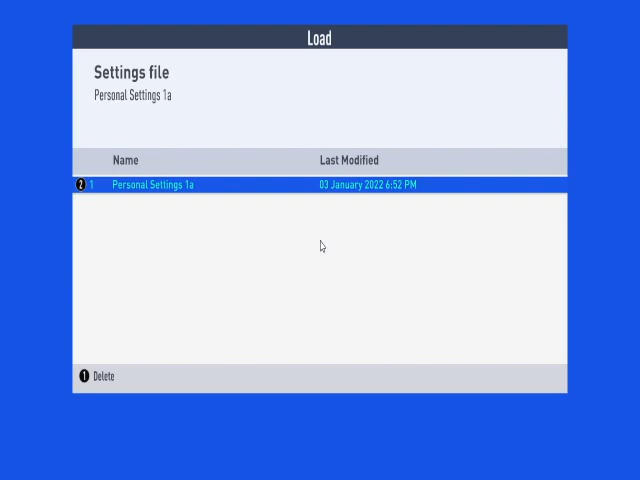 Load
Settings file
Personal Settings 1a
Name Last Modified
2 1 Personal Settings 1a 03 January 2022 6:52 PM
1 Delete